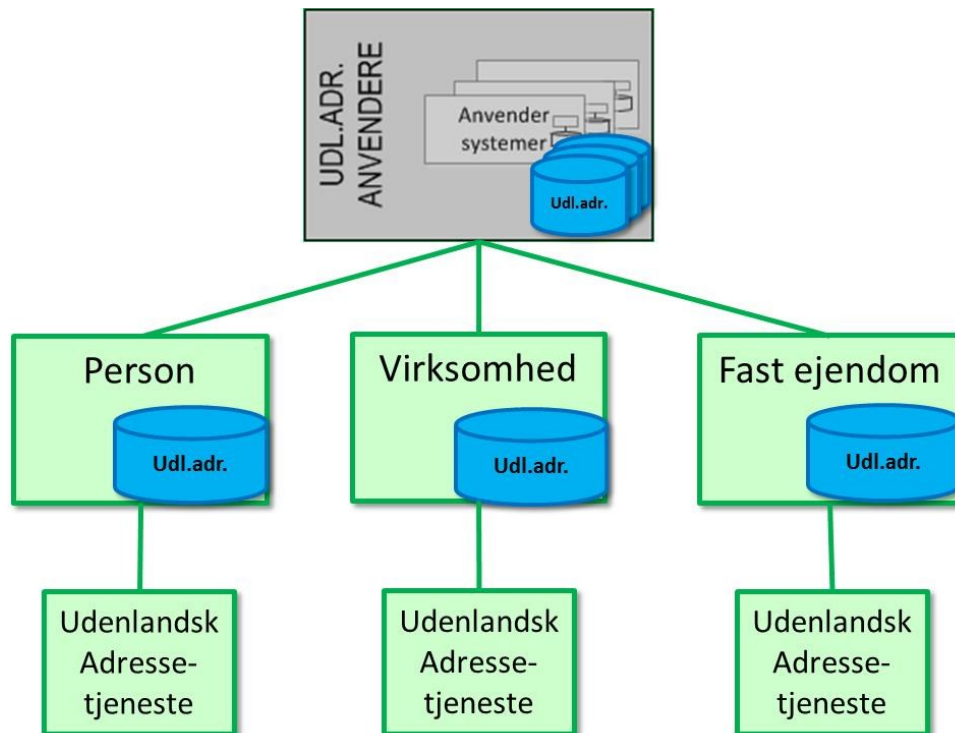 UDL.ADR.
ANVENDERE
Anvender
systemer
Udl.adr.
Person
Udl.adr.
Virksomhed
Udl.adr.
Fast ejendom
Udl.adr.
Udenlandsk
Adresse-
tjeneste
Udenlandsk
Adresse-
tjeneste
Udenlandsk
Adresse-
tjeneste